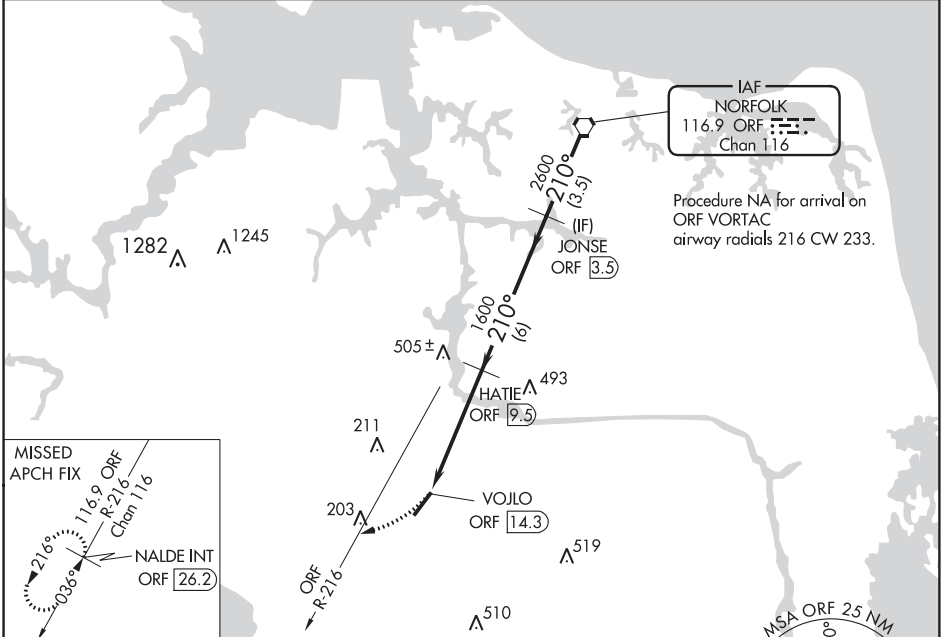 IAF
NORFOLK
116.9 ORF
Chan 116
Procedure NA for arrival on
ORF VORTAC
airway radials 216 CW 233.
2600
210°
(3.5)
(IF)
JONSE
ORF 3.5
1282
1245
1600
210°
(6)
505 ±
493
HATIE
ORF 9.5
211
203
VOJLO
ORF 14.3
519
510
ORF
R-216
MISSED
APCH FIX
116.9 ORF
R-216
Chan 116
216°
036°
NALDE INT
ORF 26.2
MSA ORF 25 NM